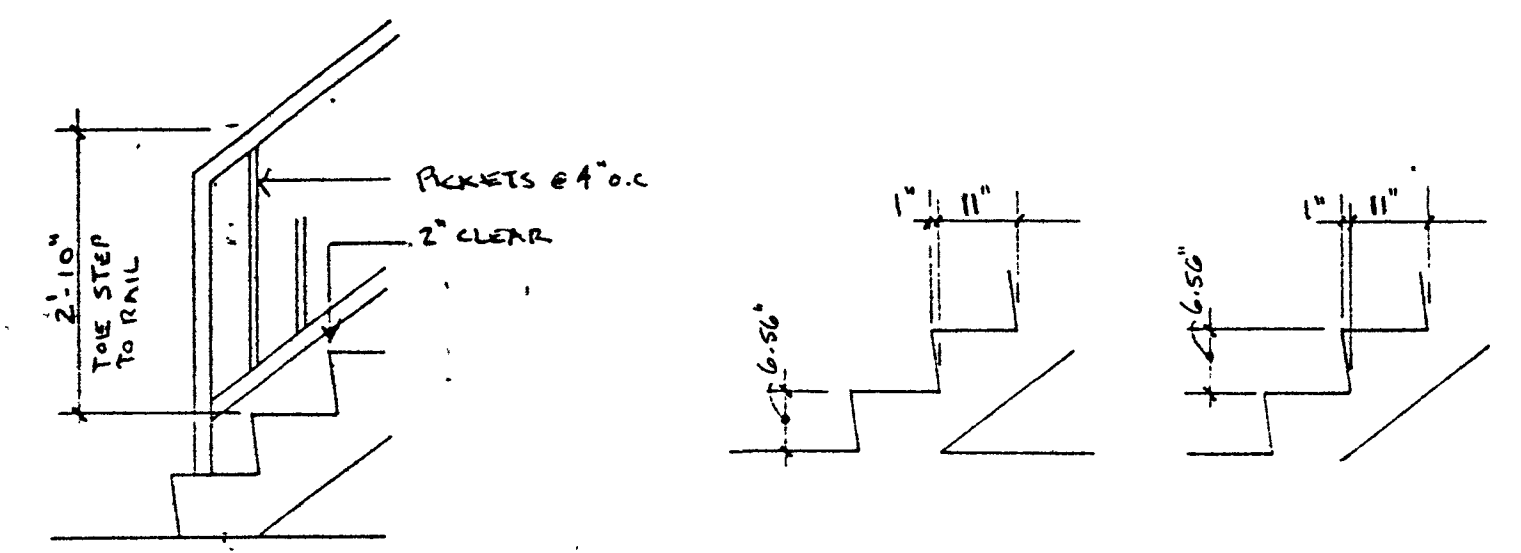 2'-10"
TOE STEP
TO RAIL
PICKETS @ 4" O.C
2" CLEAR
1" 11"
6.56"
1" 11"
6.56"